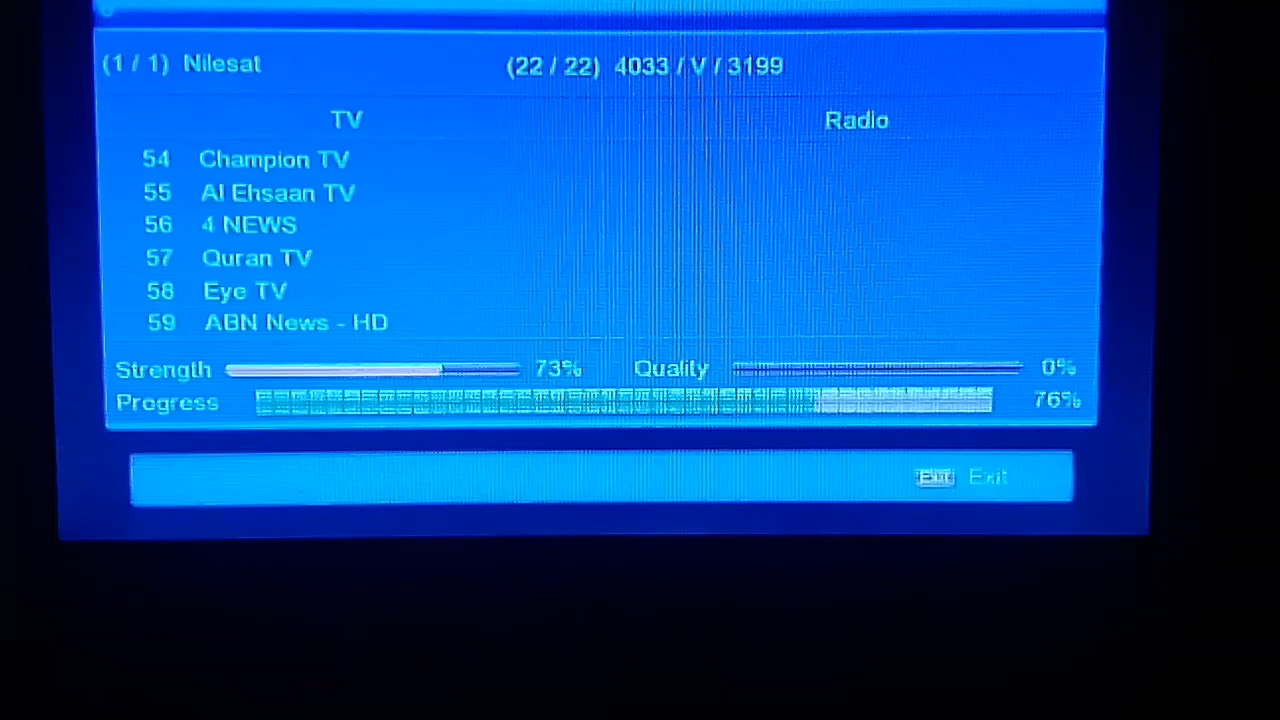 (1 / 1) Nilesat (22 / 22) 4033 / V / 3199
TV Radio
54 Champion TV
55 Al Ehsaan TV
56 4 NEWS
57 Quran TV
58 Eye TV
59 ABN News - HD
Strength 73% Quality 0%
Progress 76%
Exit Exit